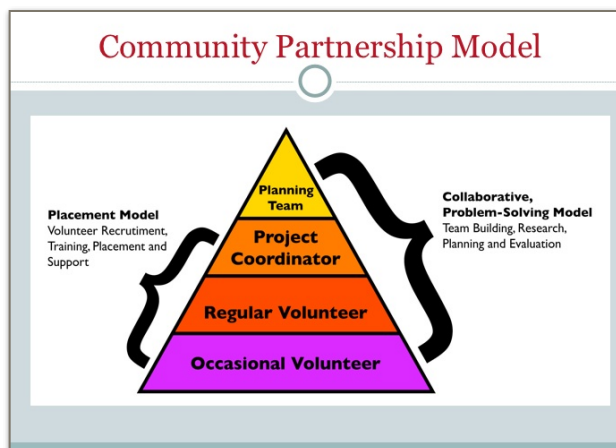 Community Partnership Model
Placement Model
Volunteer Recrutiment,
Training, Placement and
Support
Planning
Team
Project
Coordinator
Regular Volunteer
Occasional Volunteer
Collaborative,
Problem-Solving Model
Team Building, Research,
Planning and Evaluation